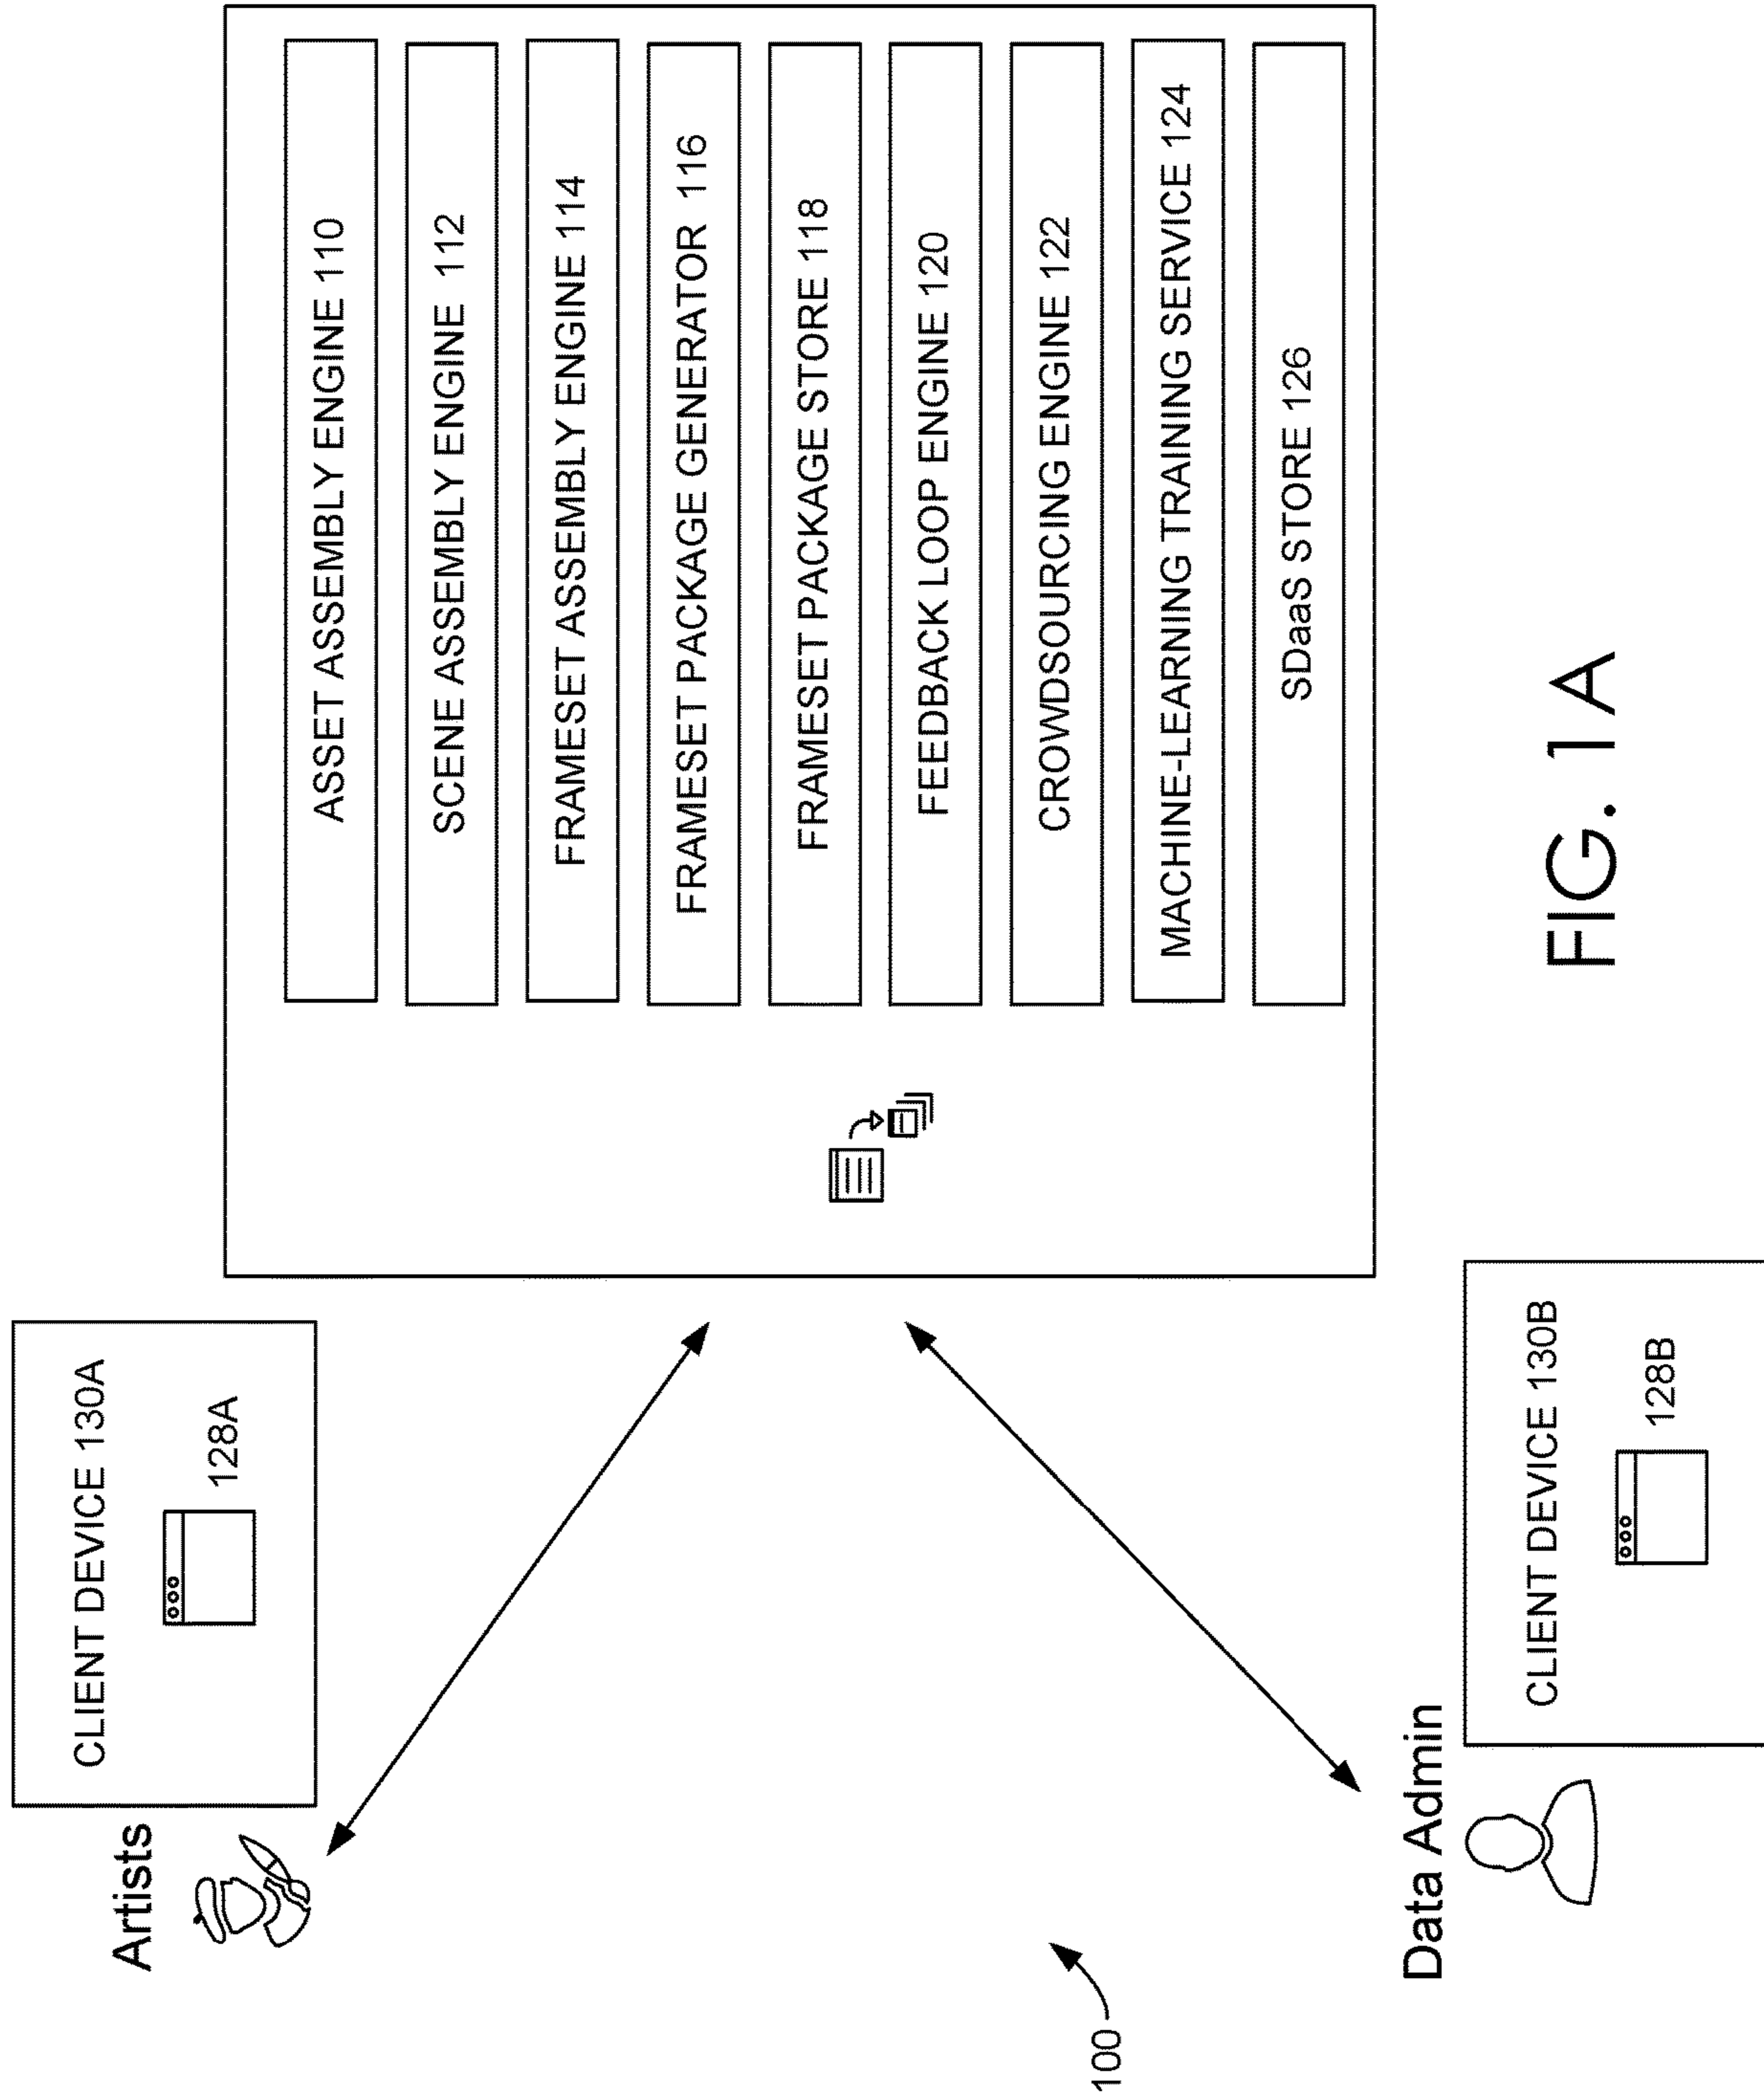 Artists
CLIENT DEVICE 130A
128A
ASSET ASSEMBLY ENGINE 110
SCENE ASSEMBLY ENGINE 112
FRAMESET ASSEMBLY ENGINE 114
FRAMESET PACKAGE GENERATOR 116
FRAMESET PACKAGE STORE 118
FEEDBACK LOOP ENGINE 120
CROWDSOURCING ENGINE 122
MACHINE-LEARNING TRAINING SERVICE 124
SDaaS STORE 126
100
Data Admin
CLIENT DEVICE 130B
128B
FIG. 1A